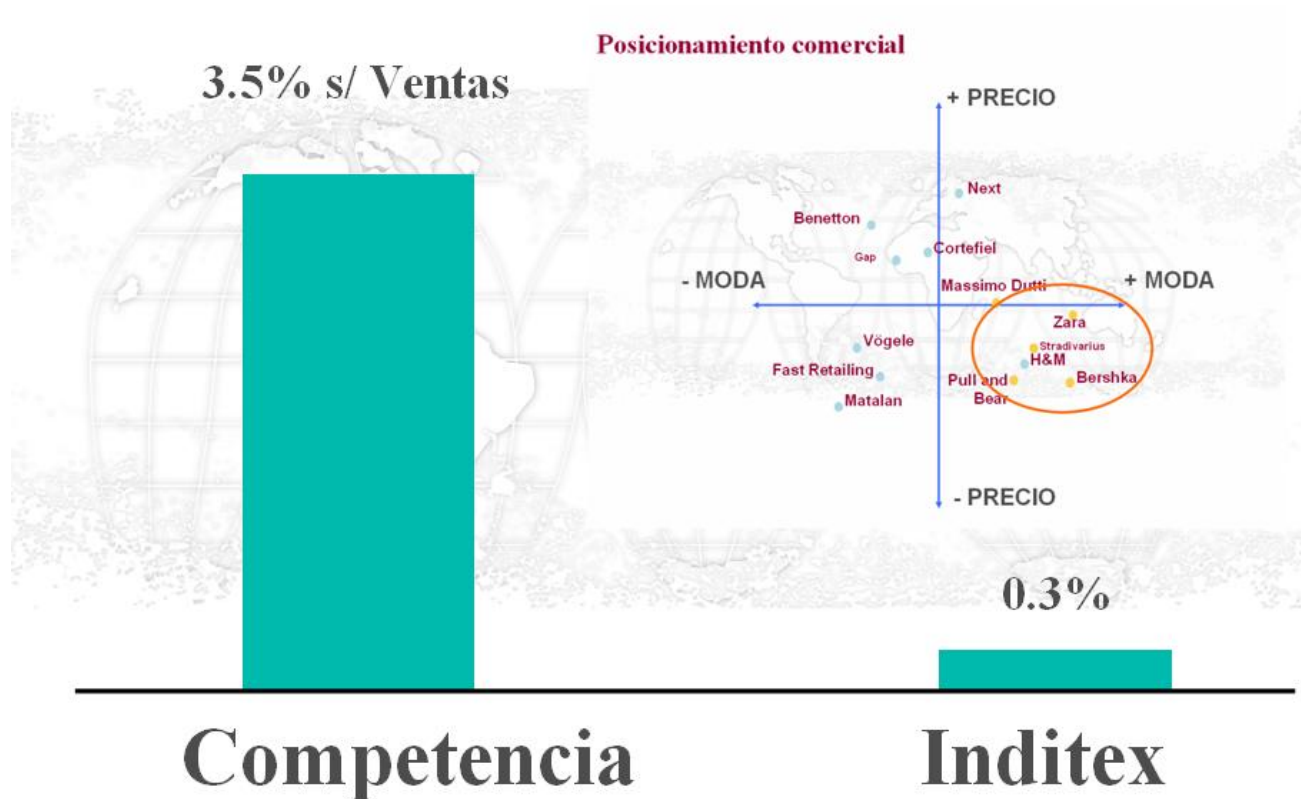 Posicionamiento comercial
3.5% s/ Ventas
+ PRECIO
Next
Benetton
Cortefiel
Gap
- MODA
Massimo Dutti
+ MODA
Zara
Vögele
Stradivarius
H&M
Fast Retailing
Pull and
Bear
Bershka
Matalan
- PRECIO
0.3%
Competencia
Inditex